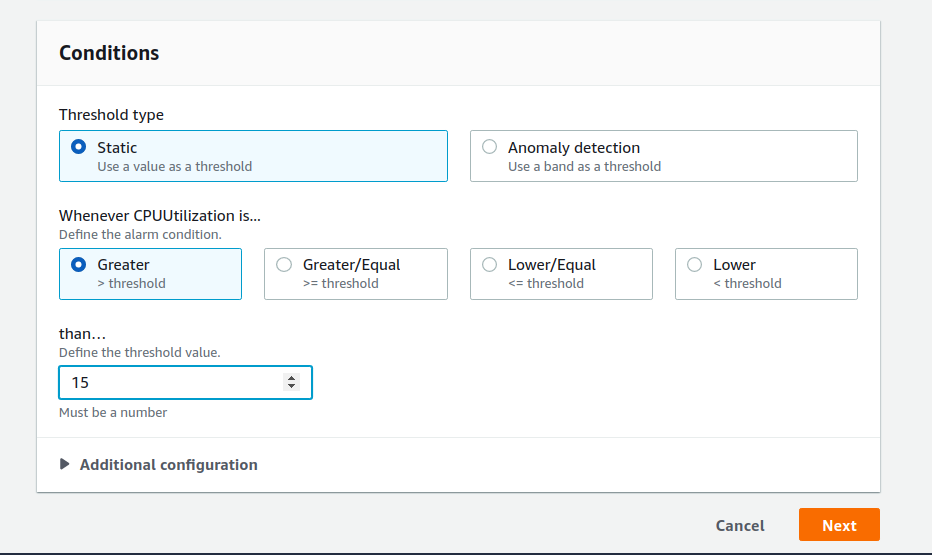 Conditions
Threshold type
Static
Use a value as a threshold
Anomaly detection
Use a band as a threshold
Whenever CPUUtilization is...
Define the alarm condition.
Greater
> threshold
Greater/Equal
>= threshold
Lower/Equal
<= threshold
Lower
< threshold
than…
Define the threshold value.
15
Must be a number
Additional configuration
Cancel
Next